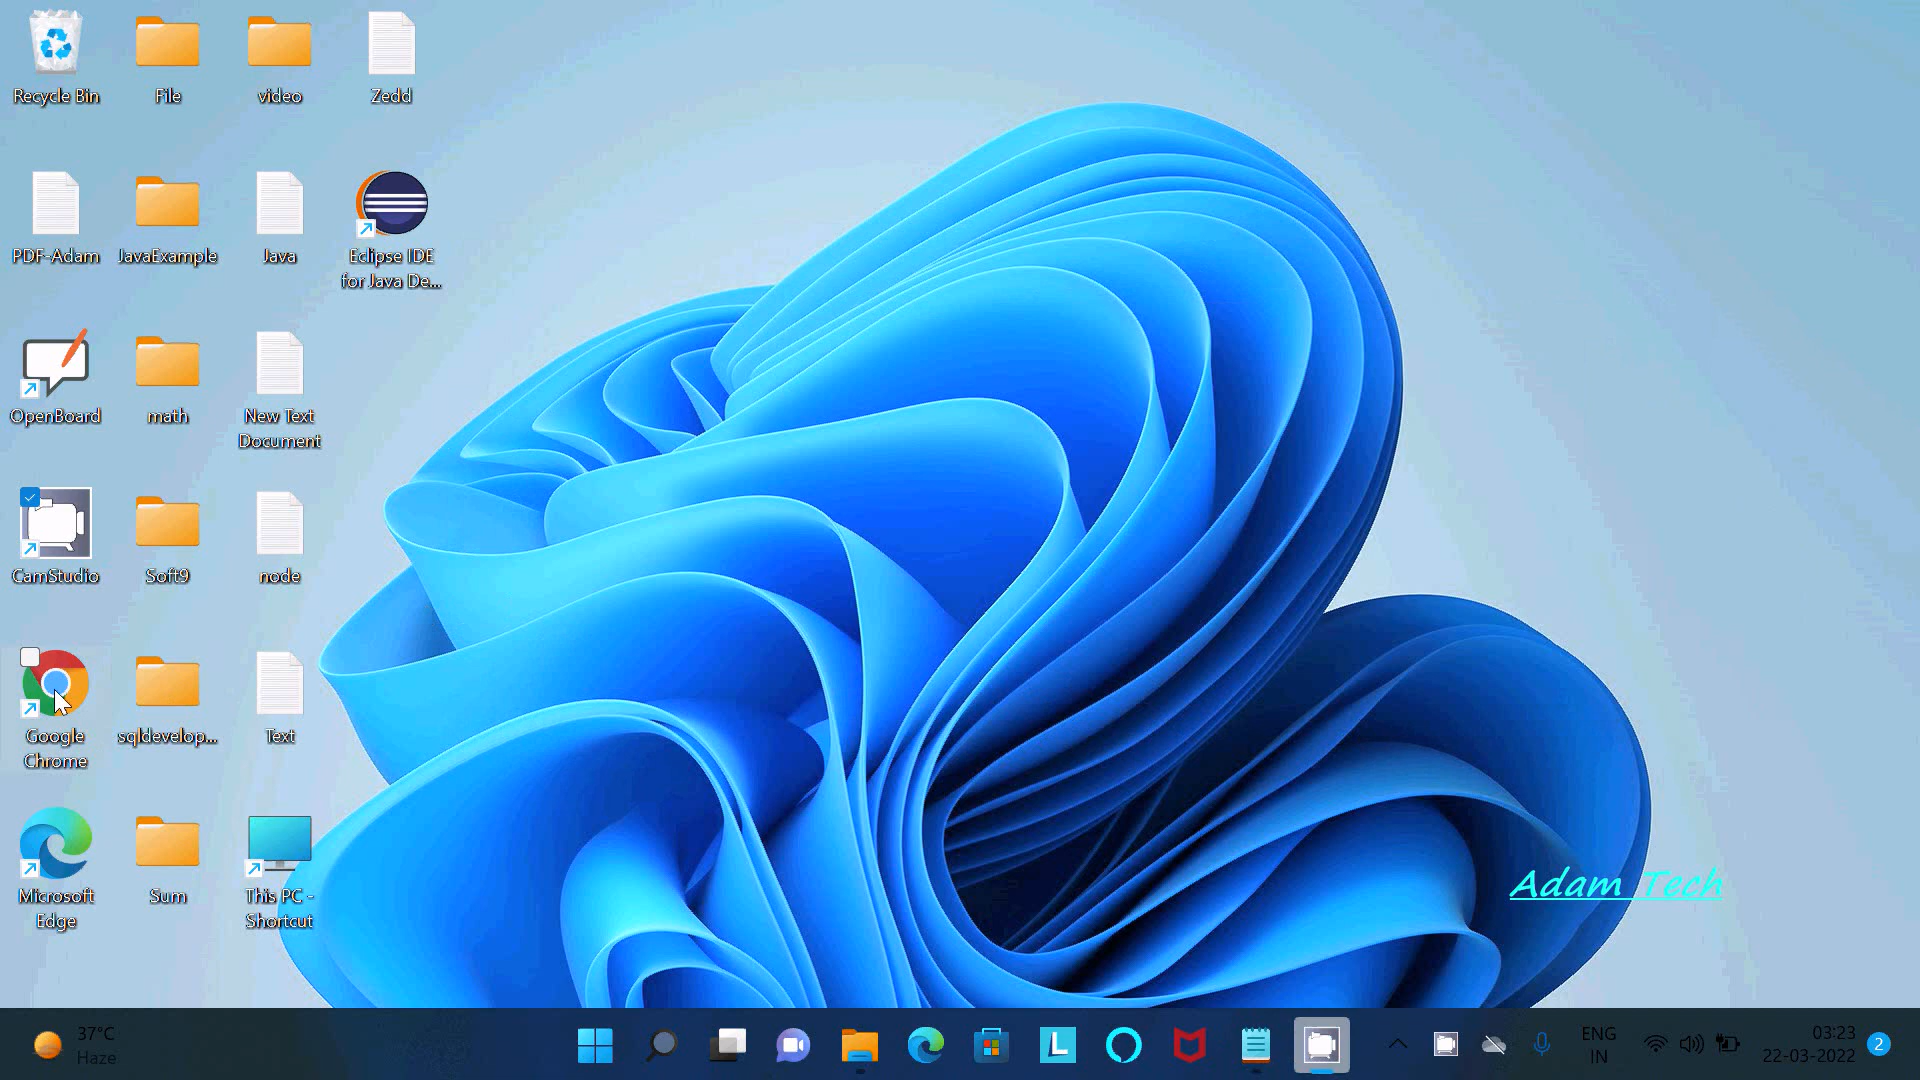 Recycle Bin
File
video
Zedd
PDF-Adam
JavaExample
Java
Eclipse IDE
for Java De...
OpenBoard
math
New Text
Document
CamStudio
Soft9
node
Google
Chrome
sqldevelop...
Text
Microsoft
Edge
Sum
This PC -
Shortcut
Adam Tech
37°C
Haze
L
ENG
IN
03:23
22-03-2022
2